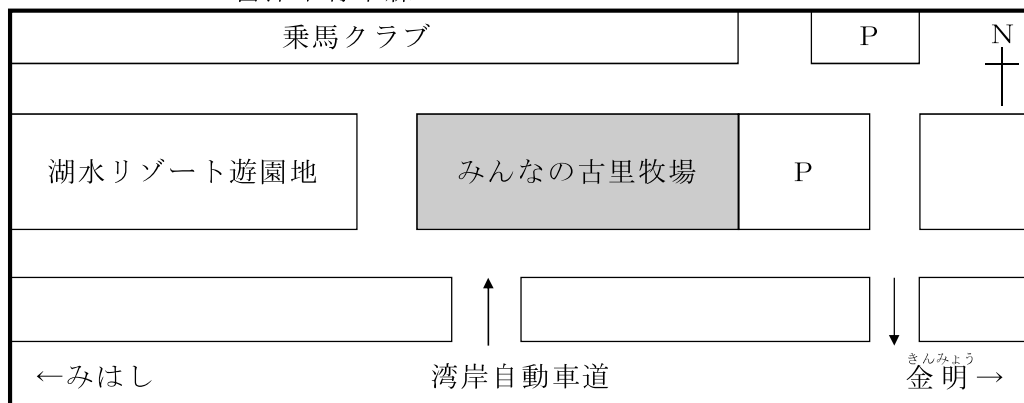 乗馬クラブ
P
N
湖水リゾート遊園地
みんなの古里牧場
P
←みはし
湾岸自動車道
きんみょう
金明→